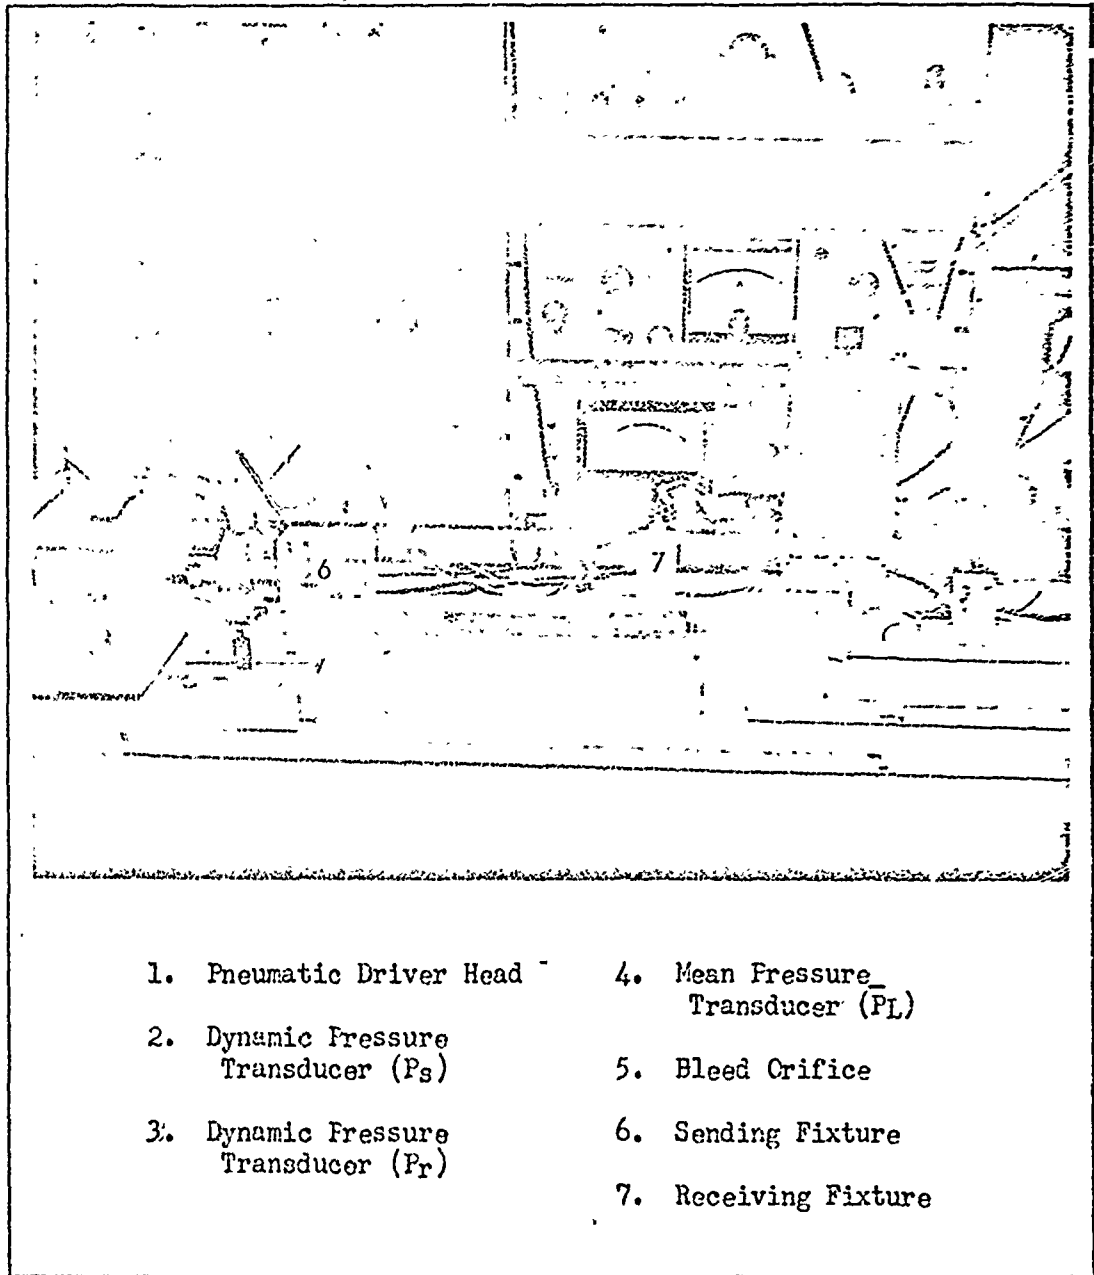 6
7
1. Pneumatic Driver Head
2. Dynamic Pressure
Transducer (Ps)
3. Dynamic Pressure
Transducer (Pr)
4. Mean Pressure
Transducer (P̅L)
5. Bleed Orifice
6. Sending Fixture
7. Receiving Fixture